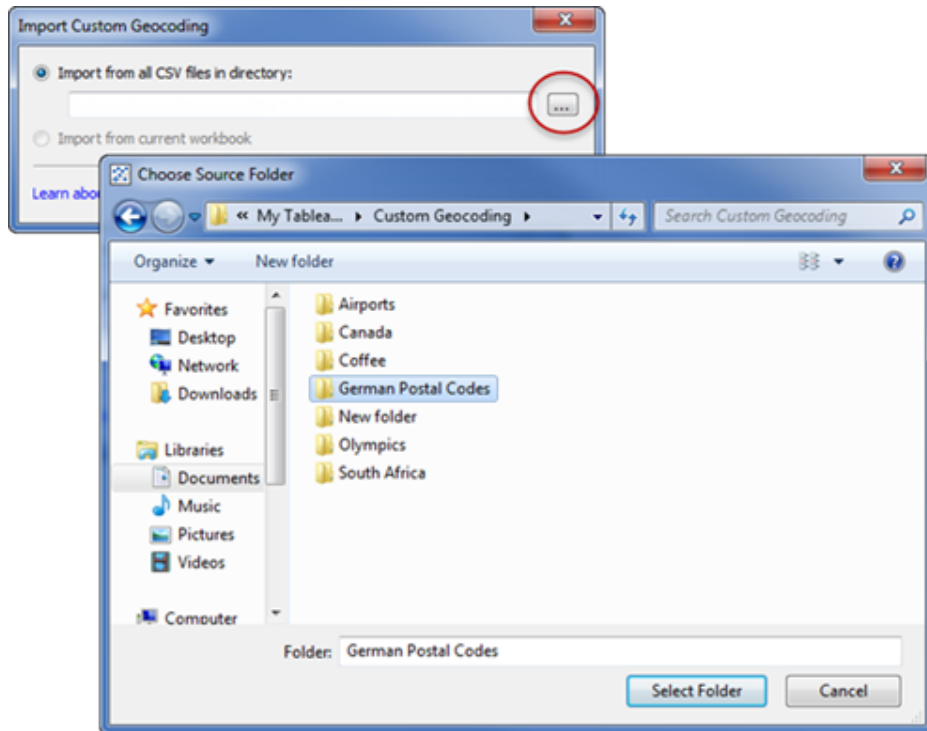 Import Custom Geocoding
Import from all CSV files in directory:
...
Import from current workbook
Learn abou
Choose Source Folder
« My Tablea... Custom Geocoding
Search Custom Geocoding
Organize New folder
Favorites
Desktop
Network
Downloads
Libraries
Documents
Music
Pictures
Videos
Computer
Airports
Canada
Coffee
German Postal Codes
New folder
Olympics
South Africa
Folder: German Postal Codes
Select Folder Cancel